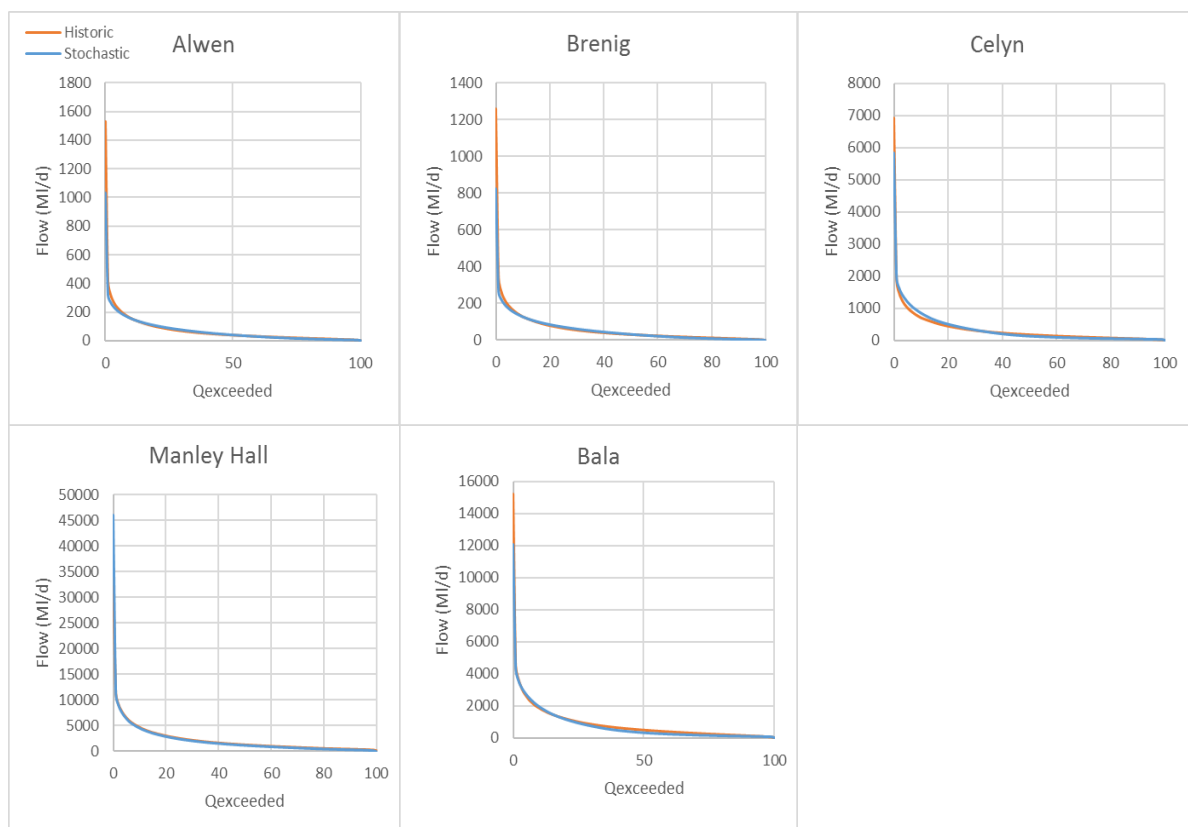 Historic
Stochastic
Alwen
1800
1600
1400
1200
1000
800
600
400
200
0
Flow (Ml/d)
0 50 100
Qexceeded
Brenig
1400
1200
1000
800
600
400
200
0
Flow (Ml/d)
0 20 40 60 80 100
Qexceeded
Celyn
8000
7000
6000
5000
4000
3000
2000
1000
0
Flow (Ml/d)
0 20 40 60 80 100
Qexceeded
Manley Hall
50000
45000
40000
35000
30000
25000
20000
15000
10000
5000
0
Flow (Ml/d)
0 20 40 60 80 100
Qexceeded
Bala
16000
14000
12000
10000
8000
6000
4000
2000
0
Flow (Ml/d)
0 50 100
Qexceeded